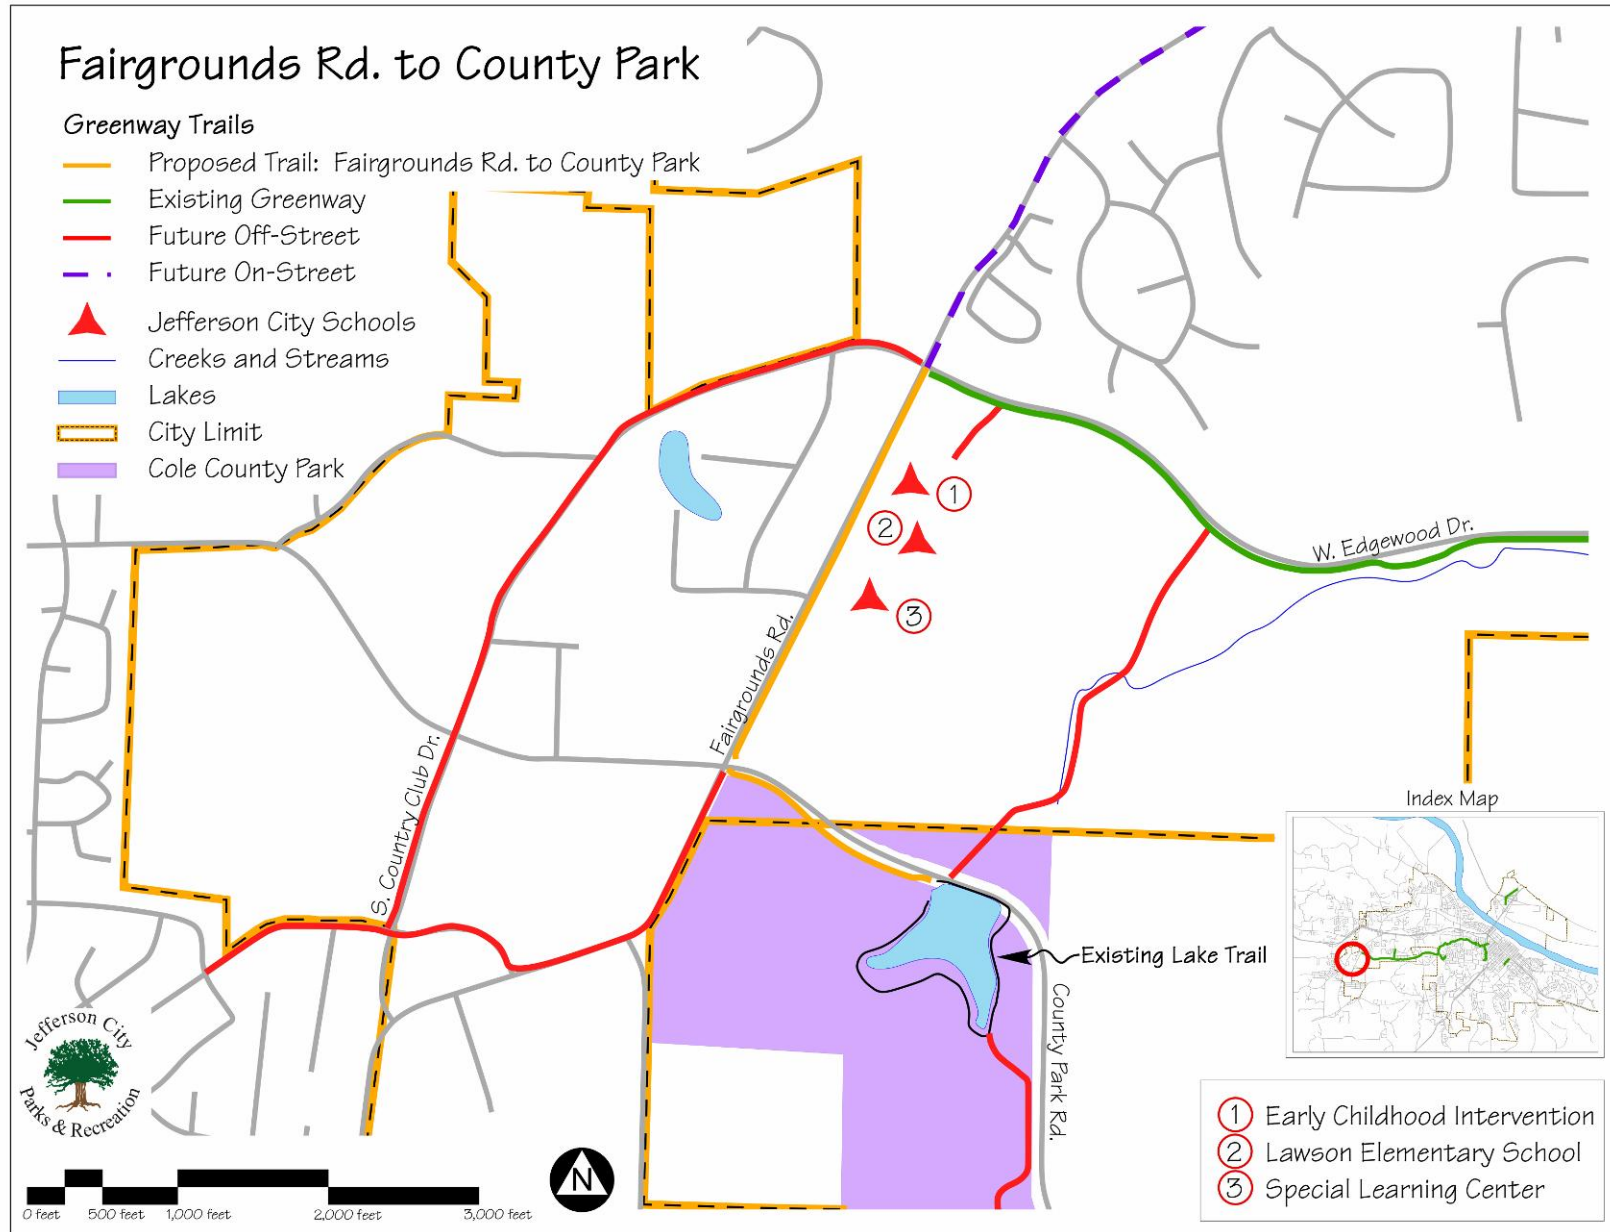 Fairgrounds Rd. to County Park
Greenway Trails
Proposed Trail: Fairgrounds Rd. to County Park
Existing Greenway
Future Off-Street
Future On-Street
Jefferson City Schools
Creeks and Streams
Lakes
City Limit
Cole County Park
1
2
3
W. Edgewood Dr.
Fairgrounds Rd.
S. Country Club Dr.
Index Map
Existing Lake Trail
County Park Rd.
Jefferson City
Parks & Recreation
N
0 feet 500 feet 1,000 feet 2,000 feet 3,000 feet
1 Early Childhood Intervention
2 Lawson Elementary School
3 Special Learning Center